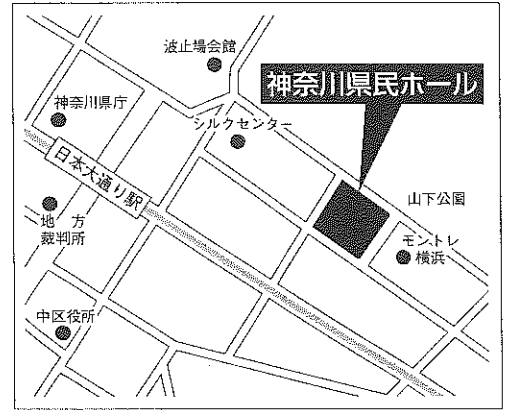 波止場会館
神奈川県民ホール
神奈川県庁
シルクセンター
日本大通り駅
山下公園
地方
裁判所
モントレ
横浜
中区役所